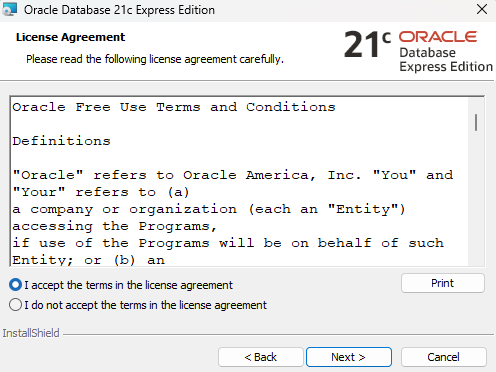 Oracle Database 21c Express Edition
License Agreement
Please read the following license agreement carefully.
21c ORACLE
Database
Express Edition
Oracle Free Use Terms and Conditions
Definitions
"Oracle" refers to Oracle America, Inc. "You" and
"Your" refers to (a)
a company or organization (each an "Entity")
accessing the Programs,
if use of the Programs will be on behalf of such
Entity; or (b) an
I accept the terms in the license agreement
Print
I do not accept the terms in the license agreement
InstallShield
< Back
Next >
Cancel